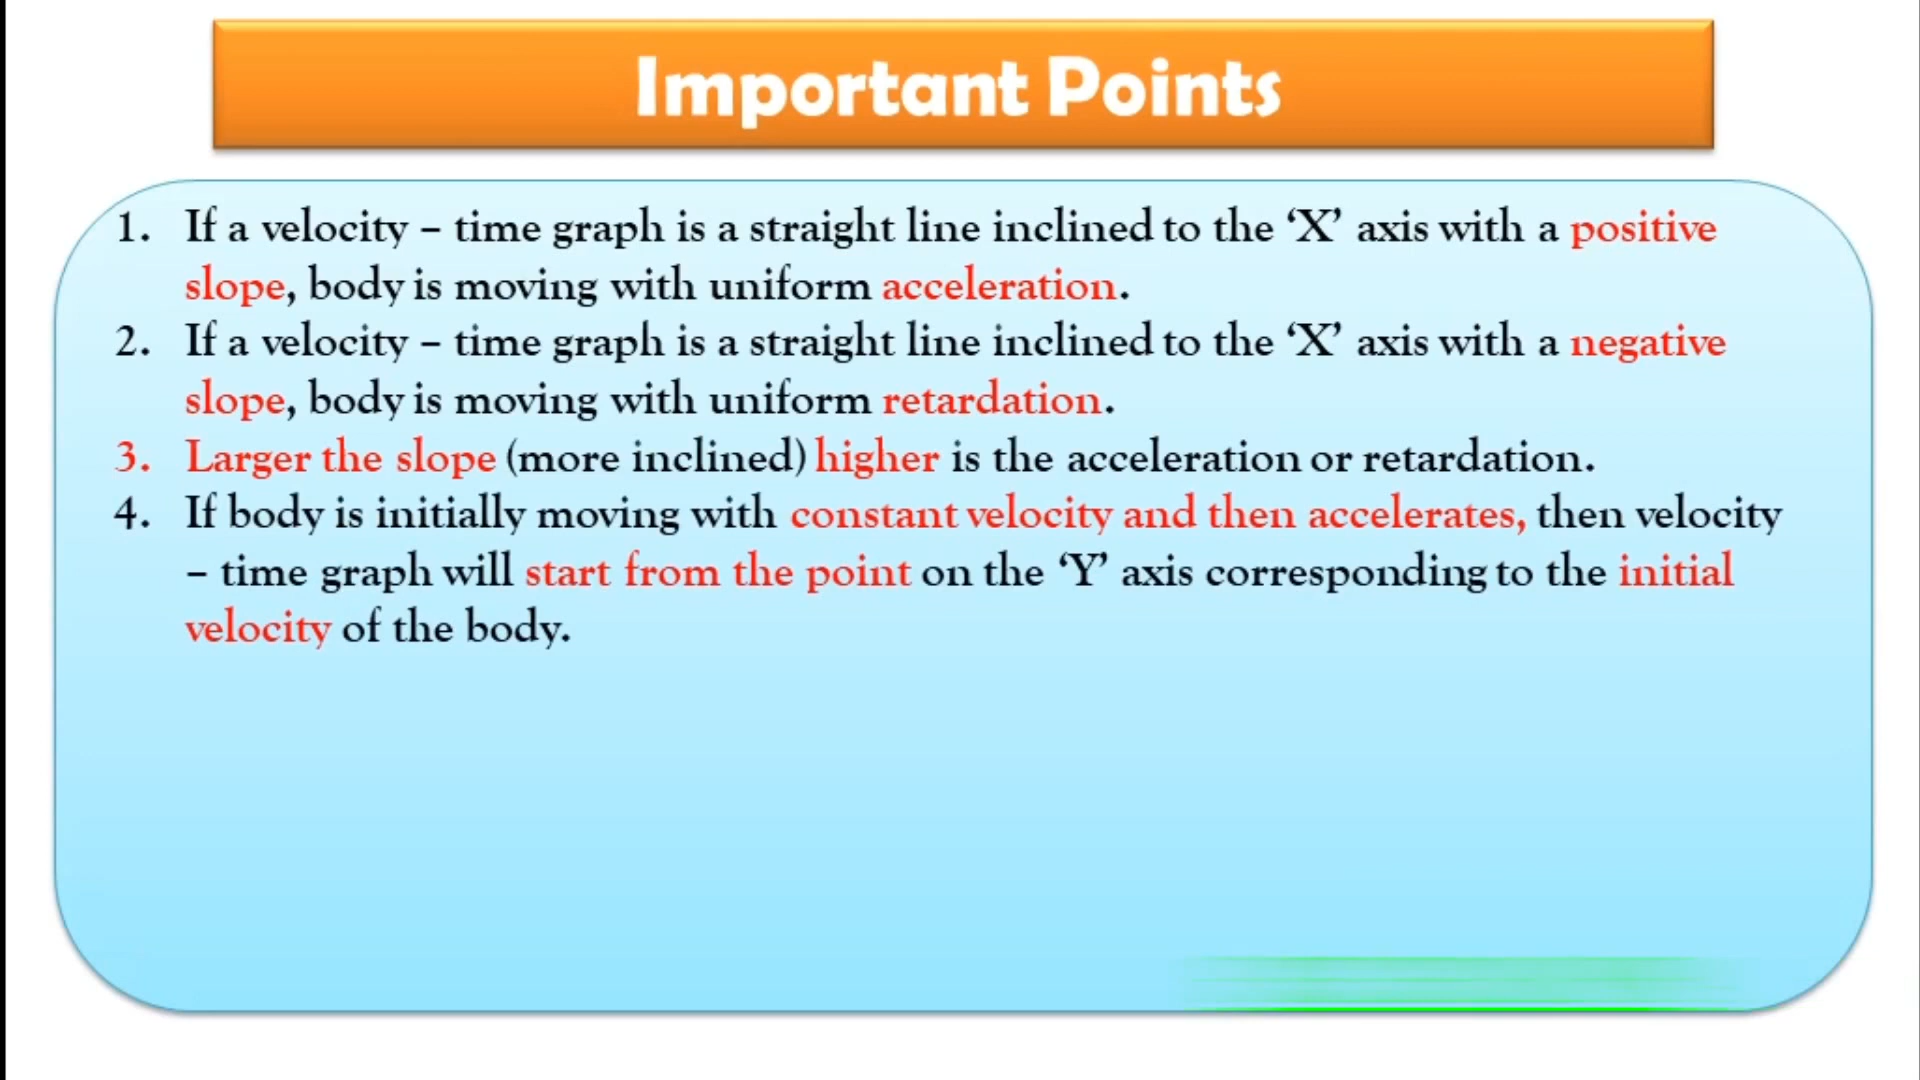 Important Points
1. If a velocity – time graph is a straight line inclined to the ‘X’ axis with a positive
slope, body is moving with uniform acceleration.
2. If a velocity – time graph is a straight line inclined to the ‘X’ axis with a negative
slope, body is moving with uniform retardation.
3. Larger the slope (more inclined) higher is the acceleration or retardation.
4. If body is initially moving with constant velocity and then accelerates, then velocity
– time graph will start from the point on the ‘Y’ axis corresponding to the initial
velocity of the body.